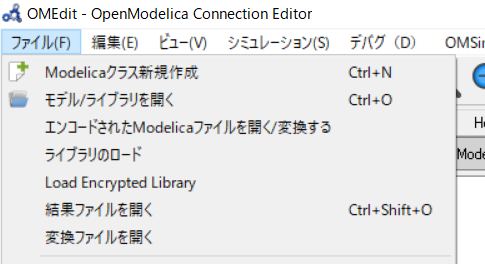 OMEdit - OpenModelica Connection Editor
ファイル(F) 編集(E) ビュー(V) シミュレーション(S) デバグ（D） OMSim
Modelicaクラス新規作成 Ctrl+N
モデル/ライブラリを開く Ctrl+O
エンコードされたModelicaファイルを開く/変換する
ライブラリのロード
Load Encrypted Library
結果ファイルを開く Ctrl+Shift+O
変換ファイルを開く